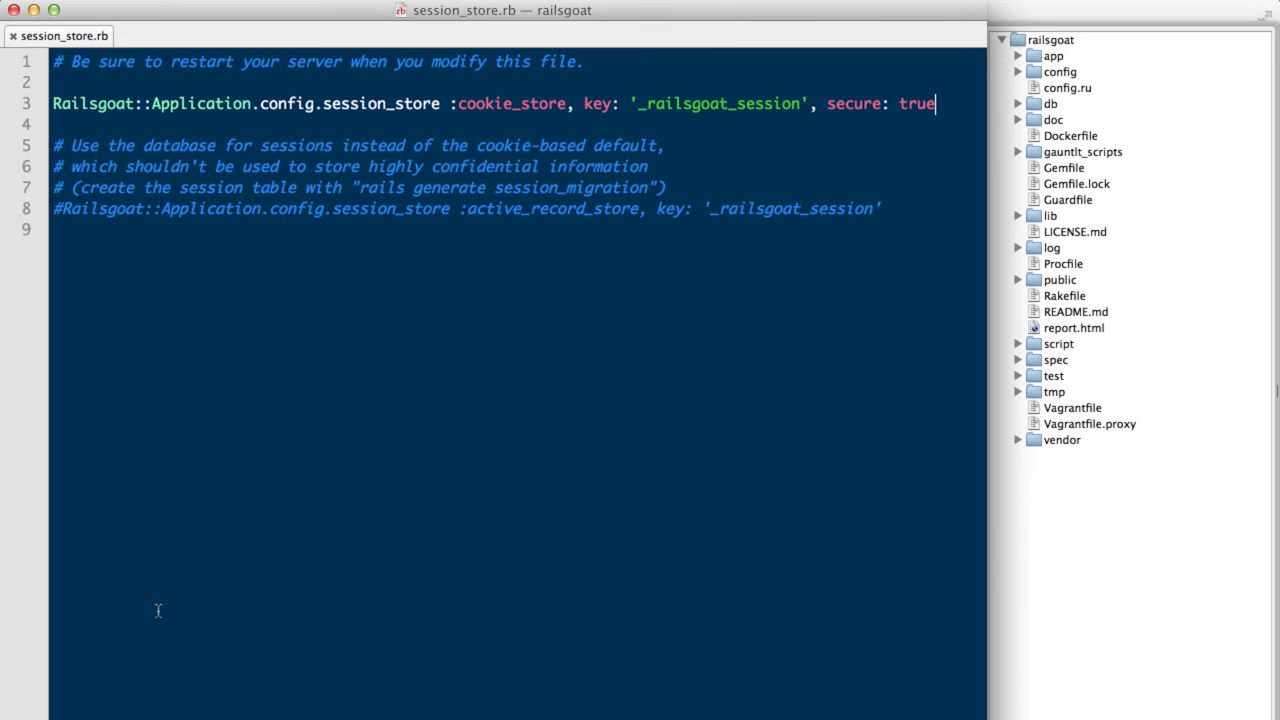 session_store.rb — railsgoat
session_store.rb
1 # Be sure to restart your server when you modify this file.
2
3 Railsgoat::Application.config.session_store :cookie_store, key: '_railsgoat_session', secure: true
4
5 # Use the database for sessions instead of the cookie-based default,
6 # which shouldn't be used to store highly confidential information
7 # (create the session table with "rails generate session_migration")
8 #Railsgoat::Application.config.session_store :active_record_store, key: '_railsgoat_session'
9
railsgoat
app
config
config.ru
db
doc
Dockerfile
gauntlt_scripts
Gemfile
Gemfile.lock
Guardfile
lib
LICENSE.md
log
Procfile
public
Rakefile
README.md
report.html
script
spec
test
tmp
Vagrantfile
Vagrantfile.proxy
vendor